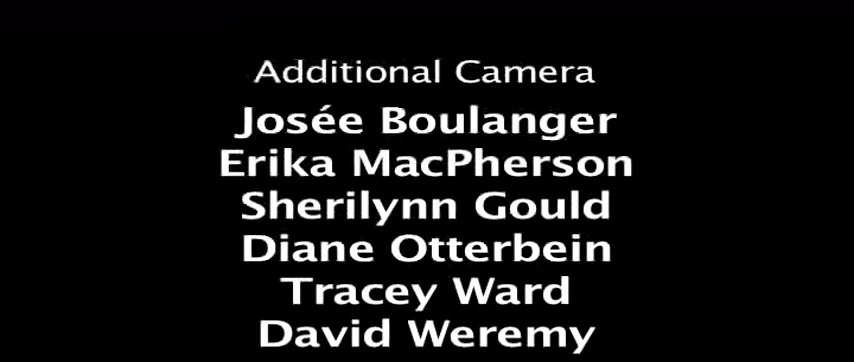 Additional Camera
Josée Boulanger
Erika MacPherson
Sherilynn Gould
Diane Otterbein
Tracey Ward
David Weremy